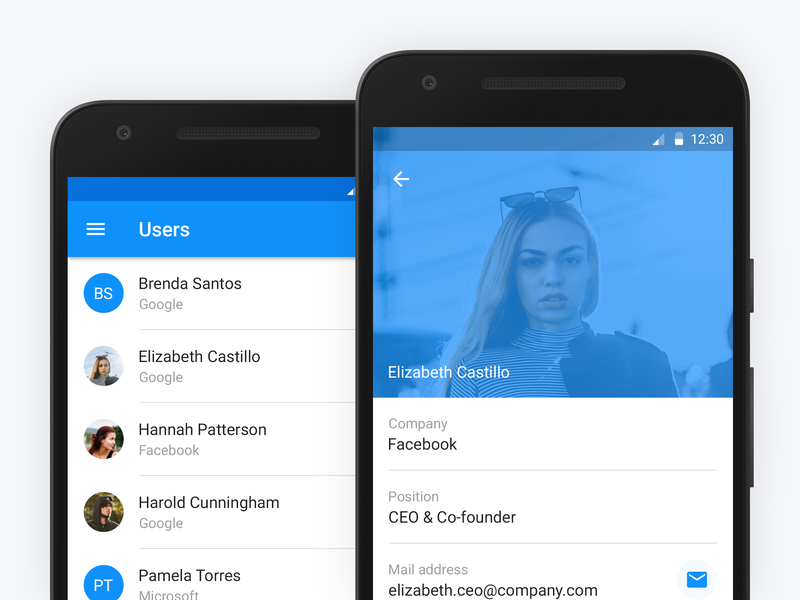 Users
BS
Brenda Santos
Google
Elizabeth Castillo
Google
Hannah Patterson
Facebook
Harold Cunningham
Google
PT
Pamela Torres
Microsoft
12:30
Elizabeth Castillo
Company
Facebook
Position
CEO & Co-founder
Mail address
elizabeth.ceo@company.com